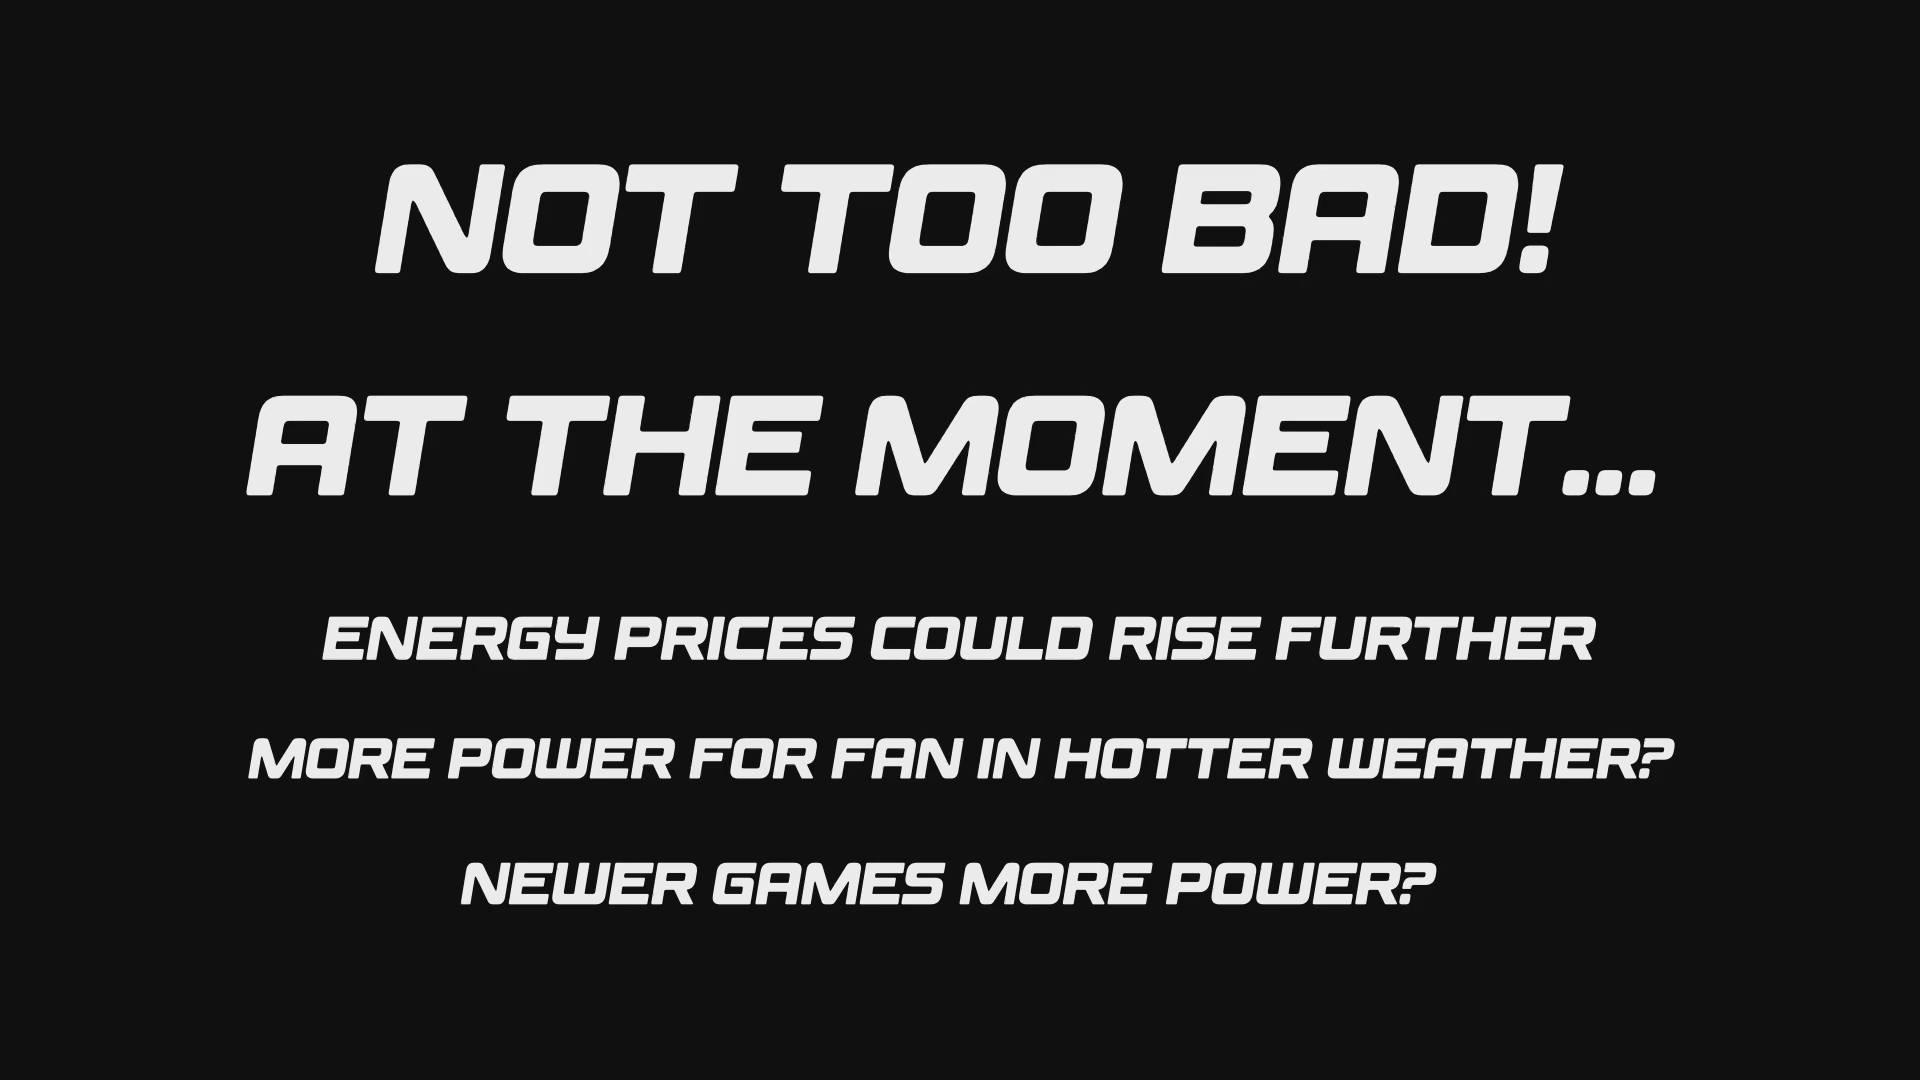 NOT TOO BAD!
AT THE MOMENT...
ENERGY PRICES COULD RISE FURTHER
MORE POWER FOR FAN IN HOTTER WEATHER?
NEWER GAMES MORE POWER?